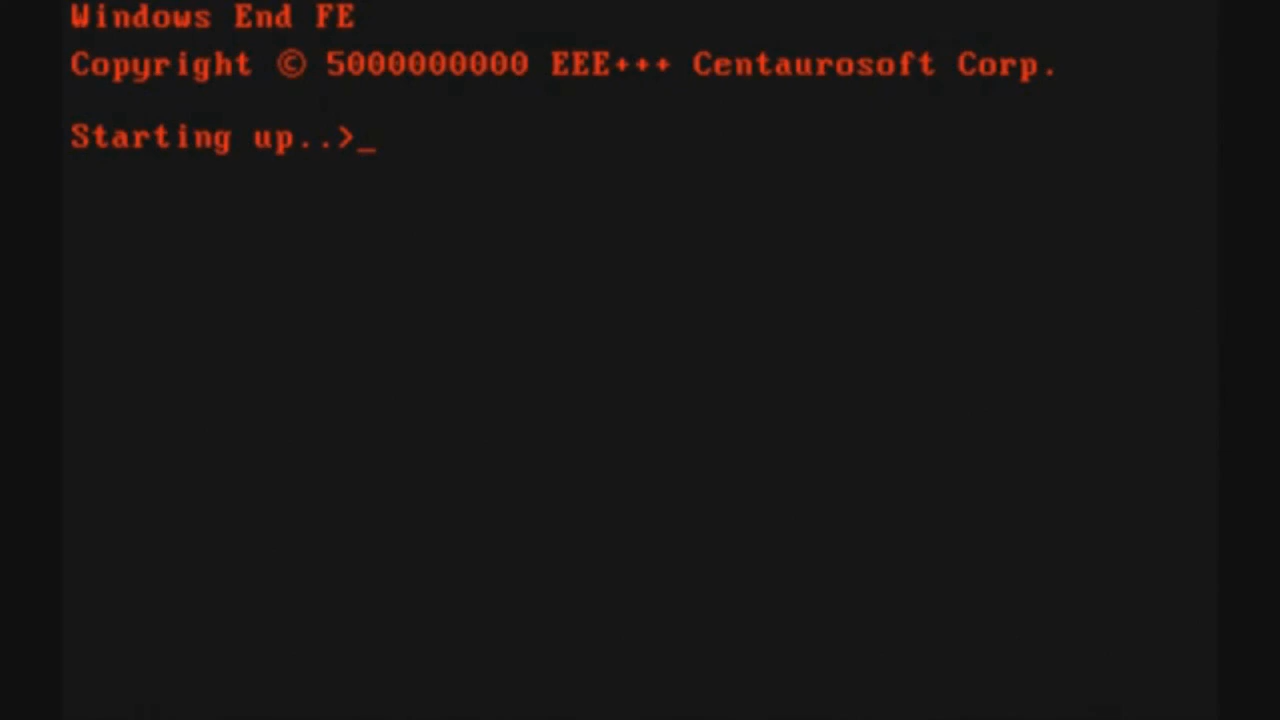 Windows End FE
Copyright © 5000000000 EEE+++ Centaurosoft Corp.
Starting up..>_